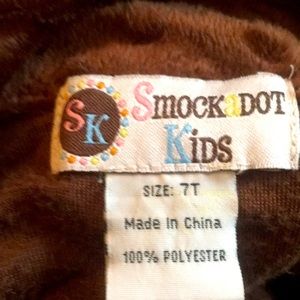 SK
SMOCKaDOT
KiDS
SIZE: 7T
Made in China
100% POLYESTER